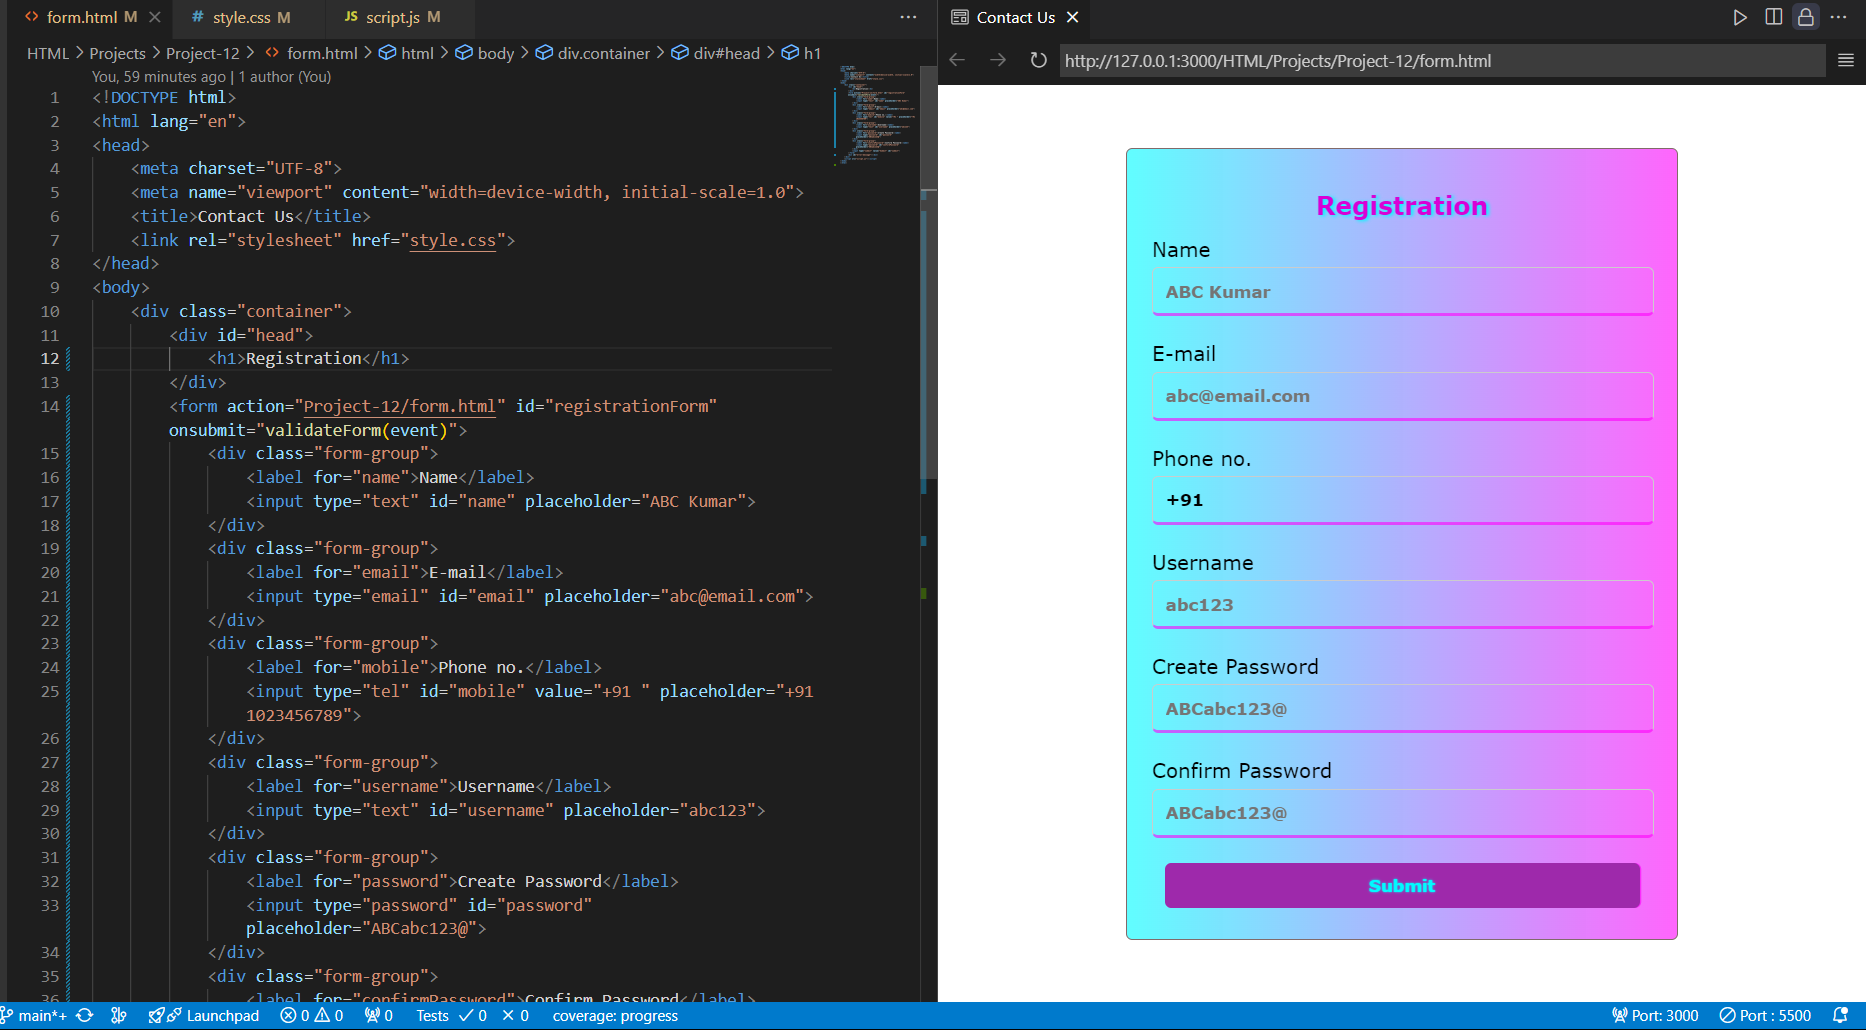 form.html M
style.css M
JS script.js M
HTML > Projects > Project-12 > form.html > html > body > div.container > div#head > h1
You, 59 minutes ago | 1 author (You)
1 <!DOCTYPE html>
2 <html lang="en">
3 <head>
4 <meta charset="UTF-8">
5 <meta name="viewport" content="width=device-width, initial-scale=1.0">
6 <title>Contact Us</title>
7 <link rel="stylesheet" href="style.css">
8 </head>
9 <body>
10 <div class="container">
11 <div id="head">
12 <h1>Registration</h1>
13 </div>
14 <form action="Project-12/form.html" id="registrationForm"
onsubmit="validateForm(event)">
15 <div class="form-group">
16 <label for="name">Name</label>
17 <input type="text" id="name" placeholder="ABC Kumar">
18 </div>
19 <div class="form-group">
20 <label for="email">E-mail</label>
21 <input type="email" id="email" placeholder="abc@email.com">
22 </div>
23 <div class="form-group">
24 <label for="mobile">Phone no.</label>
25 <input type="tel" id="mobile" value="+91 " placeholder="+91
1023456789">
26 </div>
27 <div class="form-group">
28 <label for="username">Username</label>
29 <input type="text" id="username" placeholder="abc123">
30 </div>
31 <div class="form-group">
32 <label for="password">Create Password</label>
33 <input type="password" id="password"
placeholder="ABCabc123@">
34 </div>
35 <div class="form-group">
36 <label for="confirmPassword">Confirm Password</label>
main*+ Launchpad 0 0 0 Tests 0 0 coverage: progress
Contact Us
http://127.0.0.1:3000/HTML/Projects/Project-12/form.html
Registration
Name
ABC Kumar
E-mail
abc@email.com
Phone no.
+91
Username
abc123
Create Password
ABCabc123@
Confirm Password
ABCabc123@
Submit
Port: 3000 Port : 5500